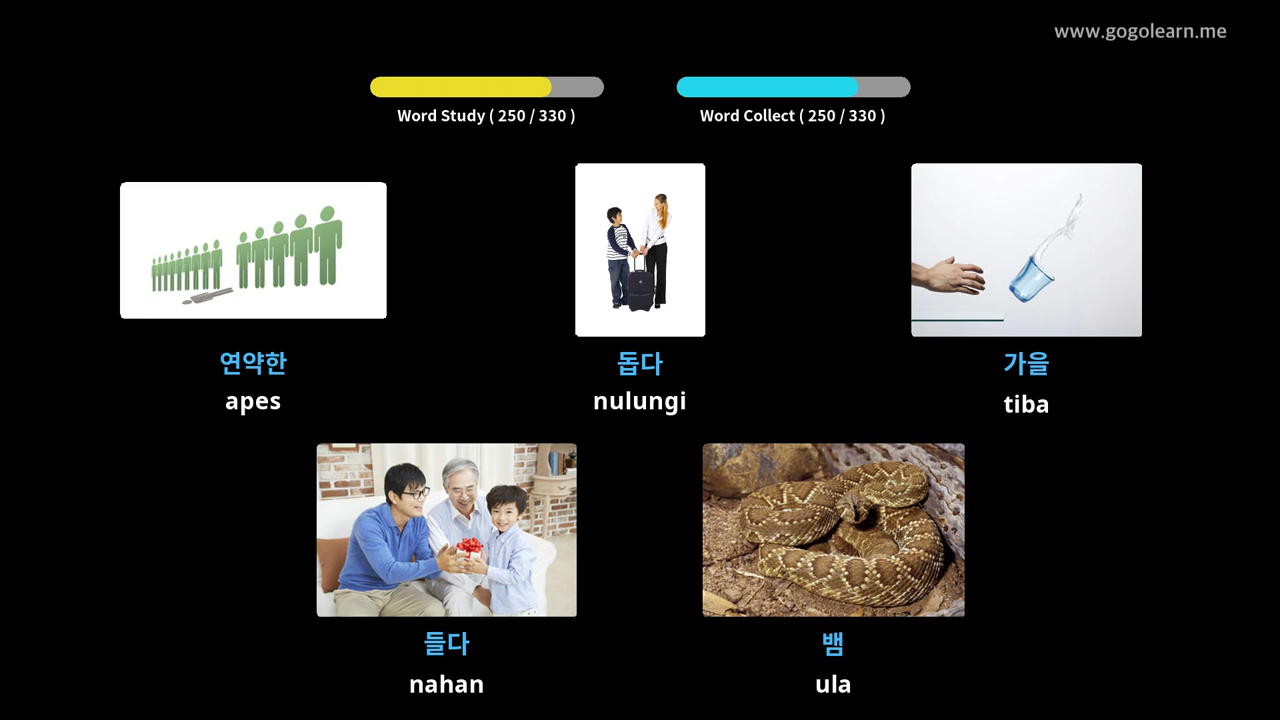 www.gogolearn.me
Word Study ( 250 / 330 )
Word Collect ( 250 / 330 )
연약한
apes
돕다
nulungi
가을
tiba
들다
nahan
뱀
ula